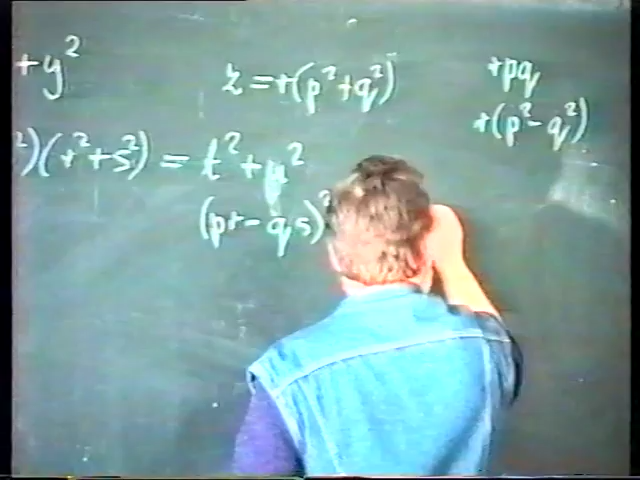 +y² z = +(p²+q²) +pq
+(p²-q²)
²)(r²+s²) = t²+u²
(pr-qs)²